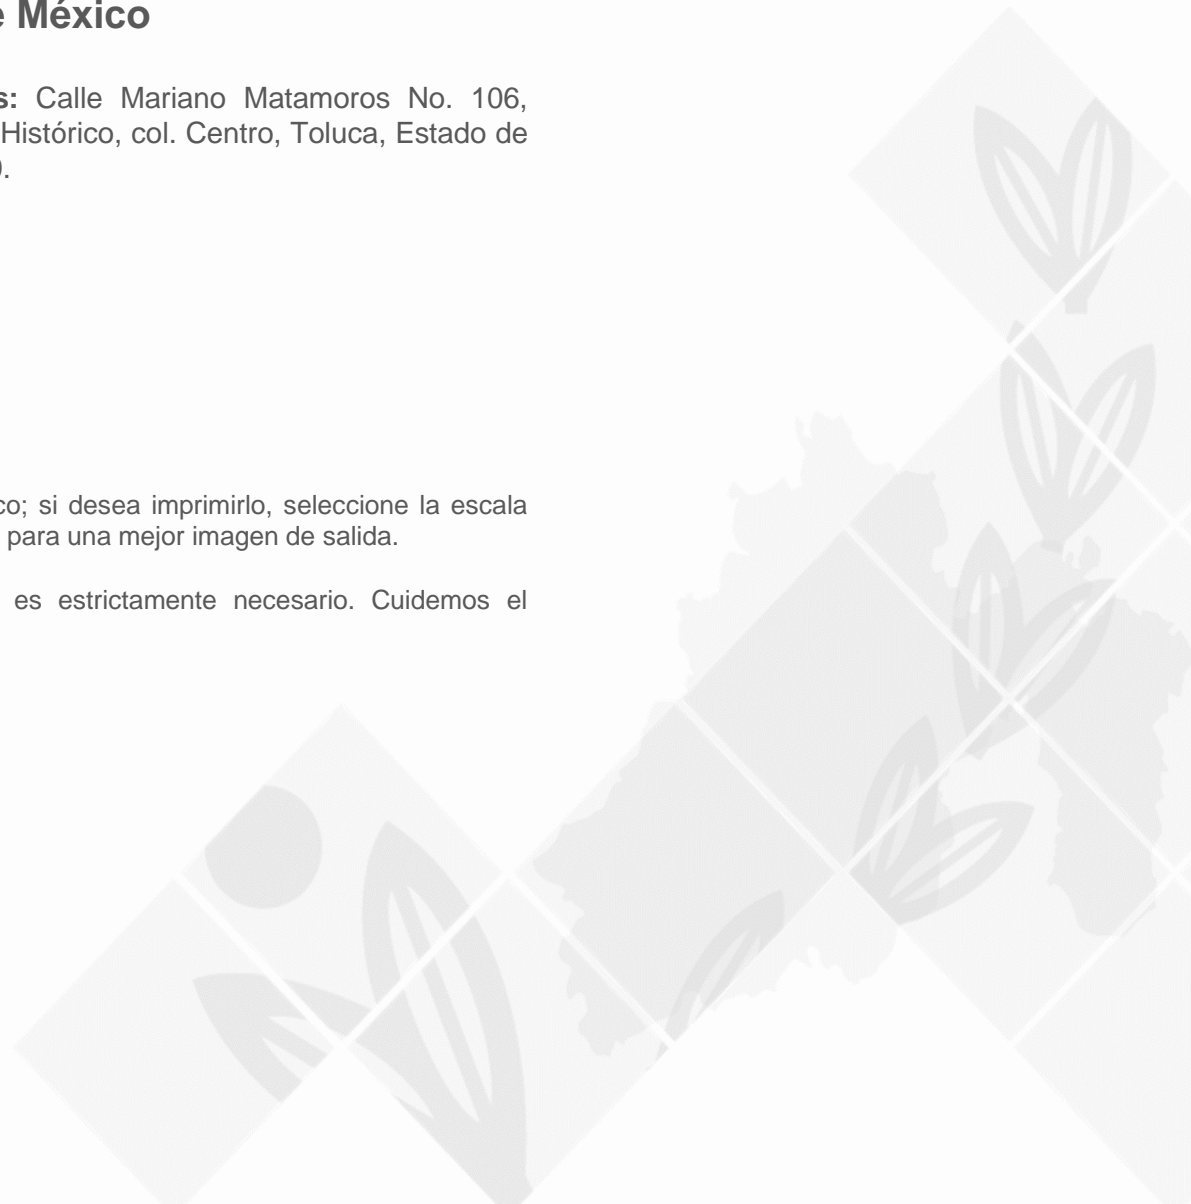 e México
s: Calle Mariano Matamoros No. 106,
Histórico, col. Centro, Toluca, Estado de
0.
co; si desea imprimirlo, seleccione la escala
para una mejor imagen de salida.
es estrictamente necesario. Cuidemos el